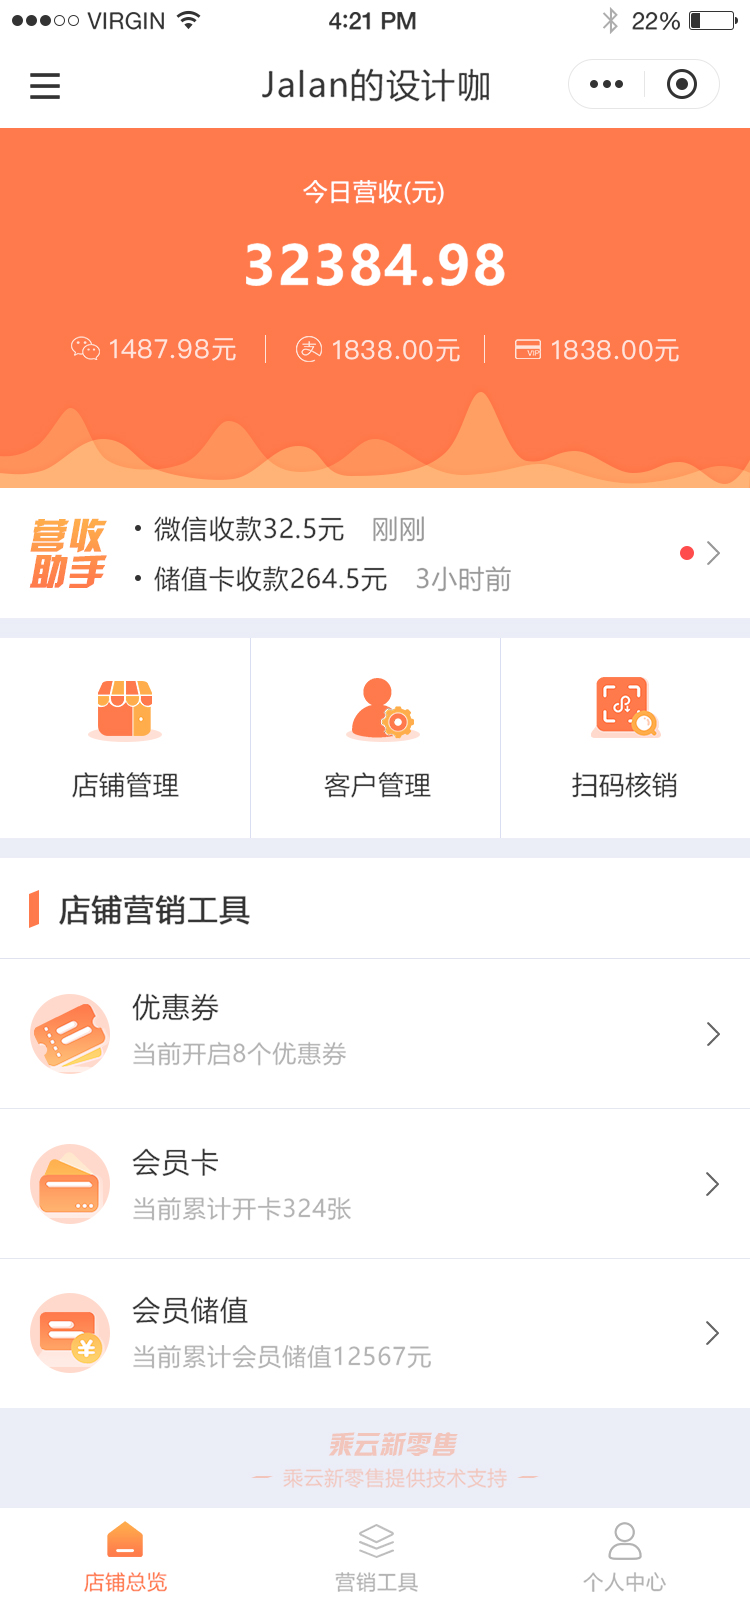 VIRGIN 4:21 PM 22%
Jalan的设计咖
今日营收(元)
32384.98
1487.98元 1838.00元 VIP 1838.00元
营收
助手
• 微信收款32.5元 刚刚
• 储值卡收款264.5元 3小时前
店铺管理 客户管理 扫码核销
店铺营销工具
优惠券
当前开启8个优惠券
会员卡
当前累计开卡324张
会员储值
当前累计会员储值12567元
乘云新零售
乘云新零售提供技术支持
店铺总览 营销工具 个人中心